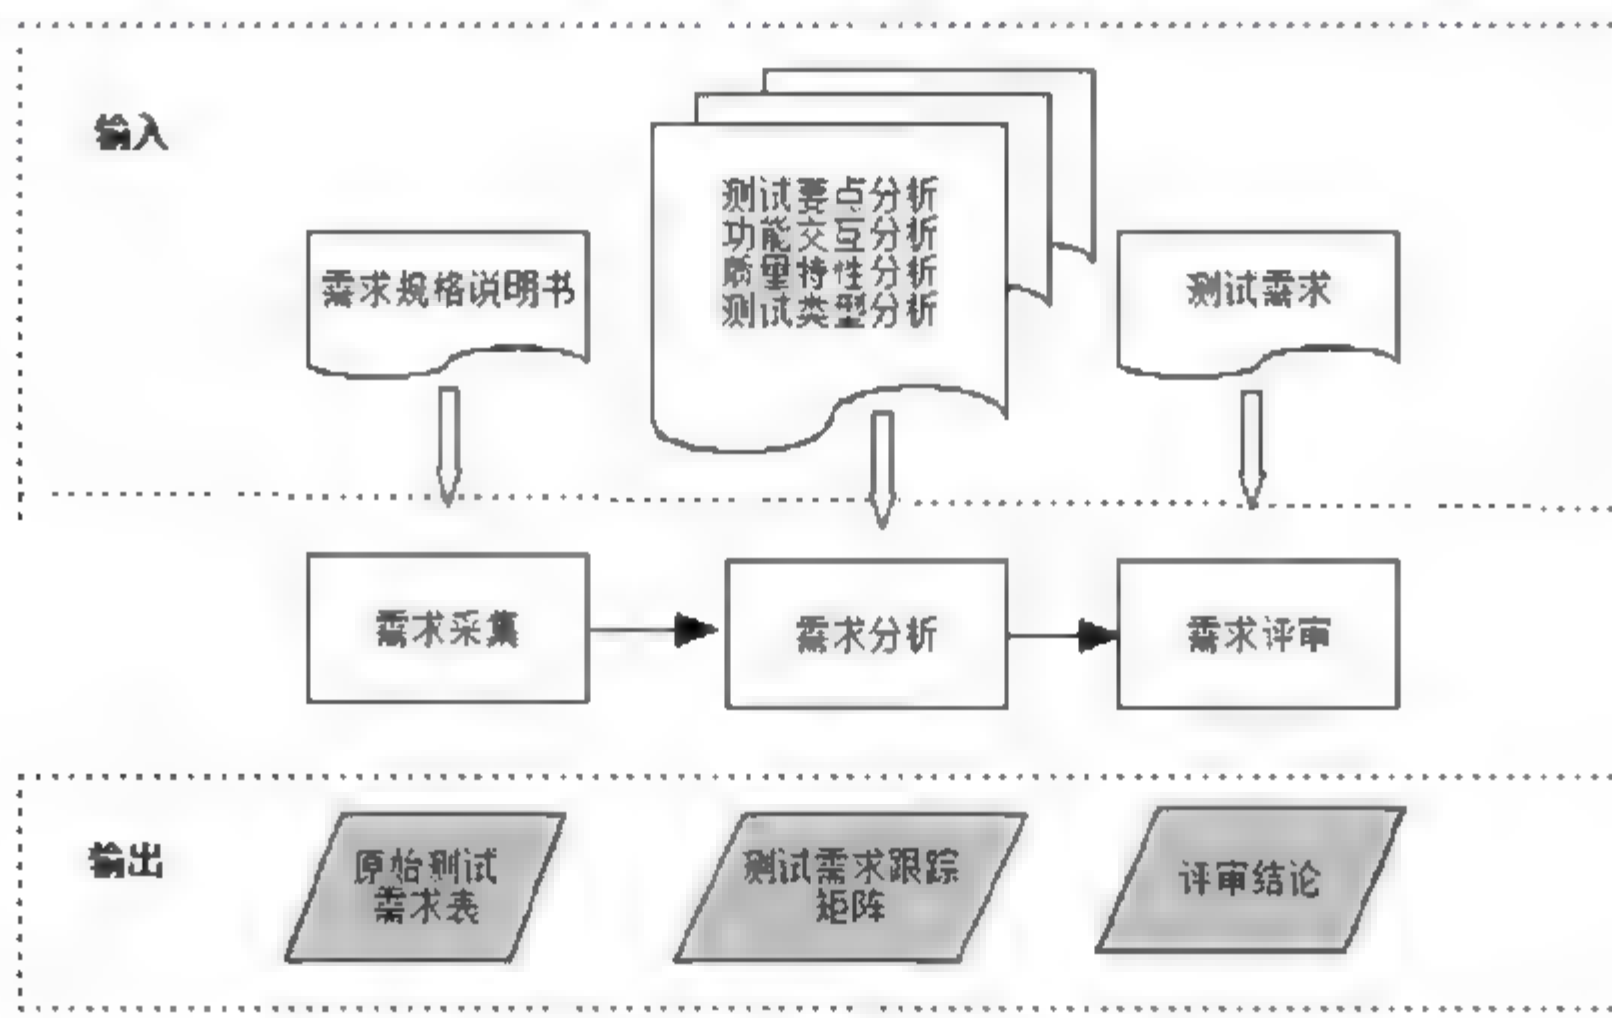 输入
需求规格说明书
测试要点分析
功能交互分析
质量特性分析
测试类型分析
测试需求
需求采集
需求分析
需求评审
输出
原始测试
需求表
测试需求跟踪
矩阵
评审结论